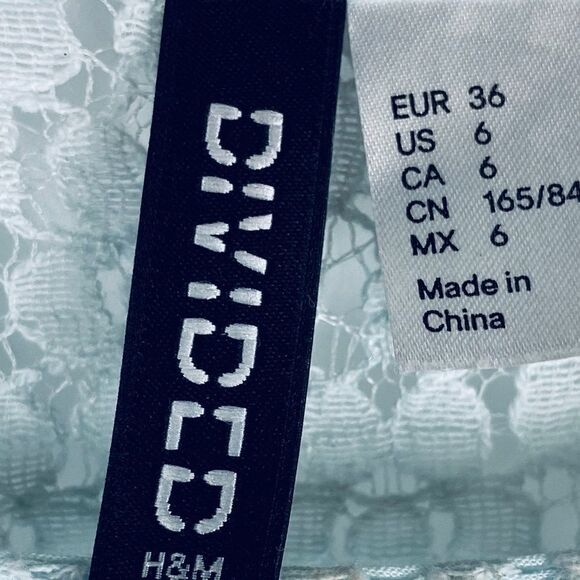 DIVIDED
H&M
EUR 36
US 6
CA 6
CN 165/84
MX 6
Made in
China